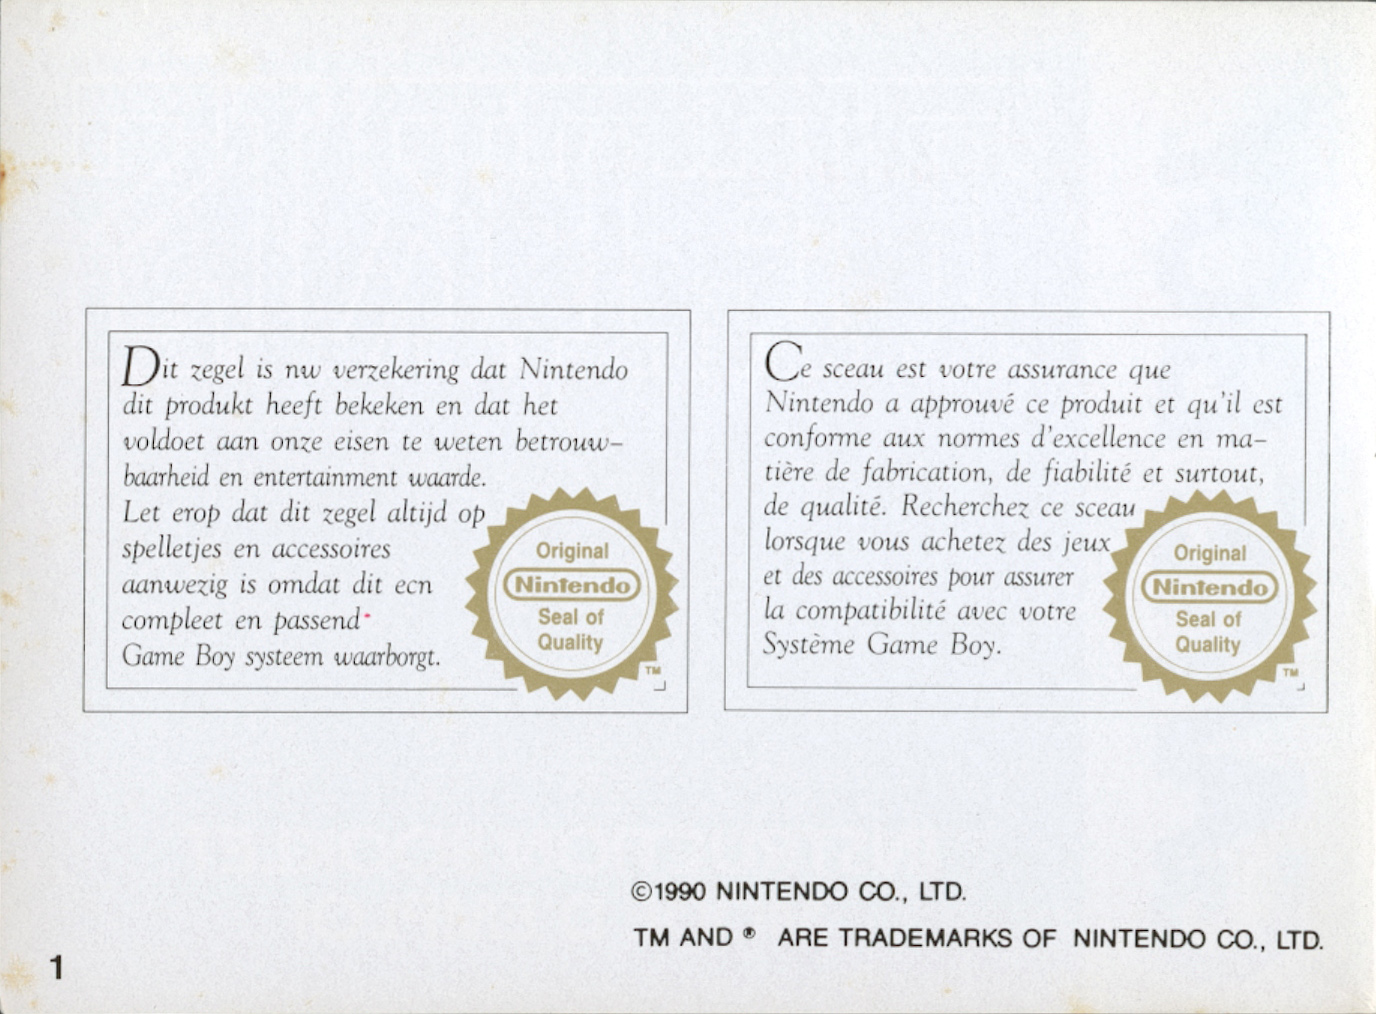 Dit zegel is nw verzekering dat Nintendo
dit produkt heeft bekeken en dat het
voldoet aan onze eisen te weten betrouw-
baarheid en entertainment waarde.
Let erop dat dit zegel altijd op
spelletjes en accessoires
aanwezig is omdat dit ecn
compleet en passend
Game Boy systeem waarborgt.
Original
Nintendo
Seal of
Quality
TM
Ce sceau est votre assurance que
Nintendo a approuvé ce produit et qu'il est
conforme aux normes d'excellence en ma-
tière de fabrication, de fiabilité et surtout,
de qualité. Recherchez ce sceau
lorsque vous achetez des jeux
et des accessoires pour assurer
la compatibilité avec votre
Système Game Boy.
Original
Nintendo
Seal of
Quality
TM
©1990 NINTENDO CO., LTD.
TM AND ® ARE TRADEMARKS OF NINTENDO CO., LTD.
1